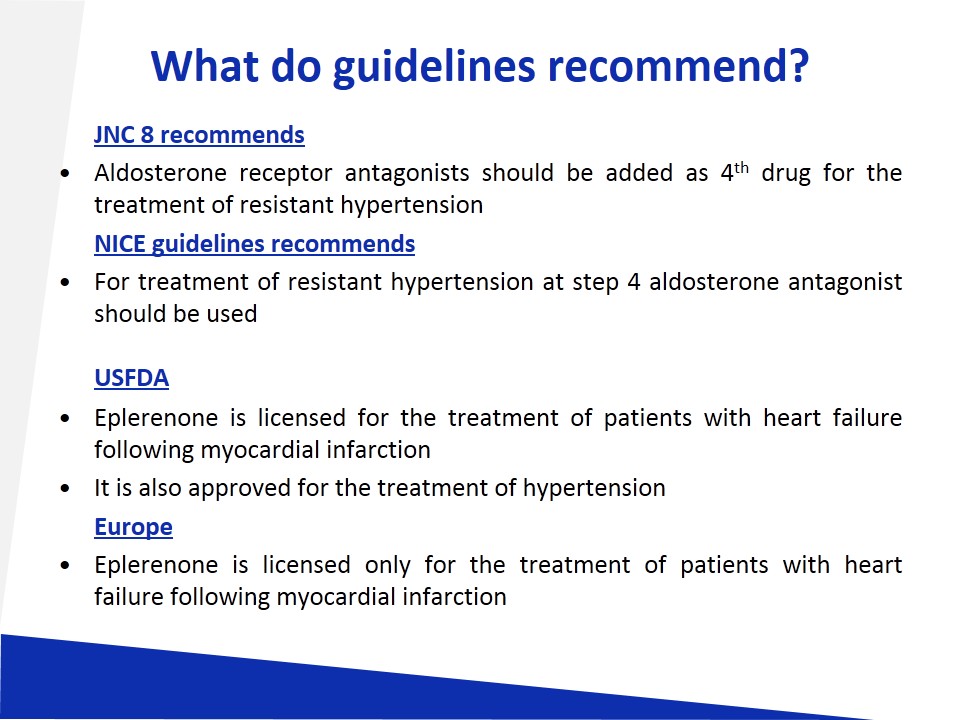 What do guidelines recommend?
JNC 8 recommends
• Aldosterone receptor antagonists should be added as 4th drug for the
treatment of resistant hypertension
NICE guidelines recommends
• For treatment of resistant hypertension at step 4 aldosterone antagonist
should be used
USFDA
• Eplerenone is licensed for the treatment of patients with heart failure
following myocardial infarction
• It is also approved for the treatment of hypertension
Europe
• Eplerenone is licensed only for the treatment of patients with heart
failure following myocardial infarction